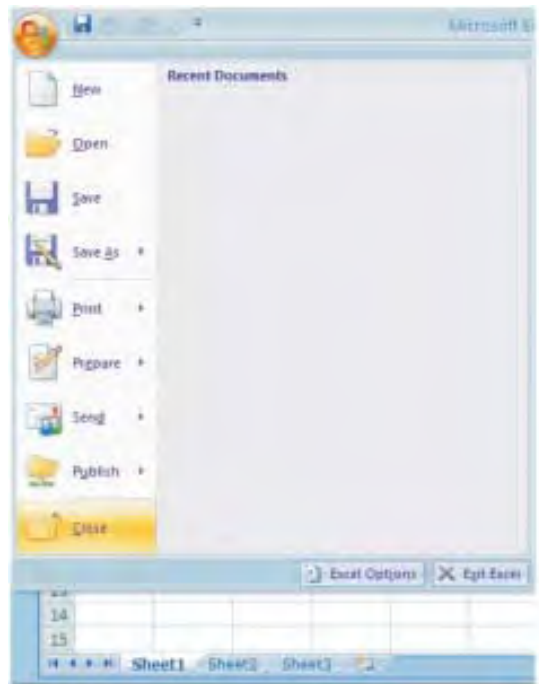 Microsoft E
Recent Documents
New
Open
Save
Save As
Print
Prepare
Send
Publish
Close
Excel Options
Exit Excel
14
15
Sheet1 Sheet2 Sheet3